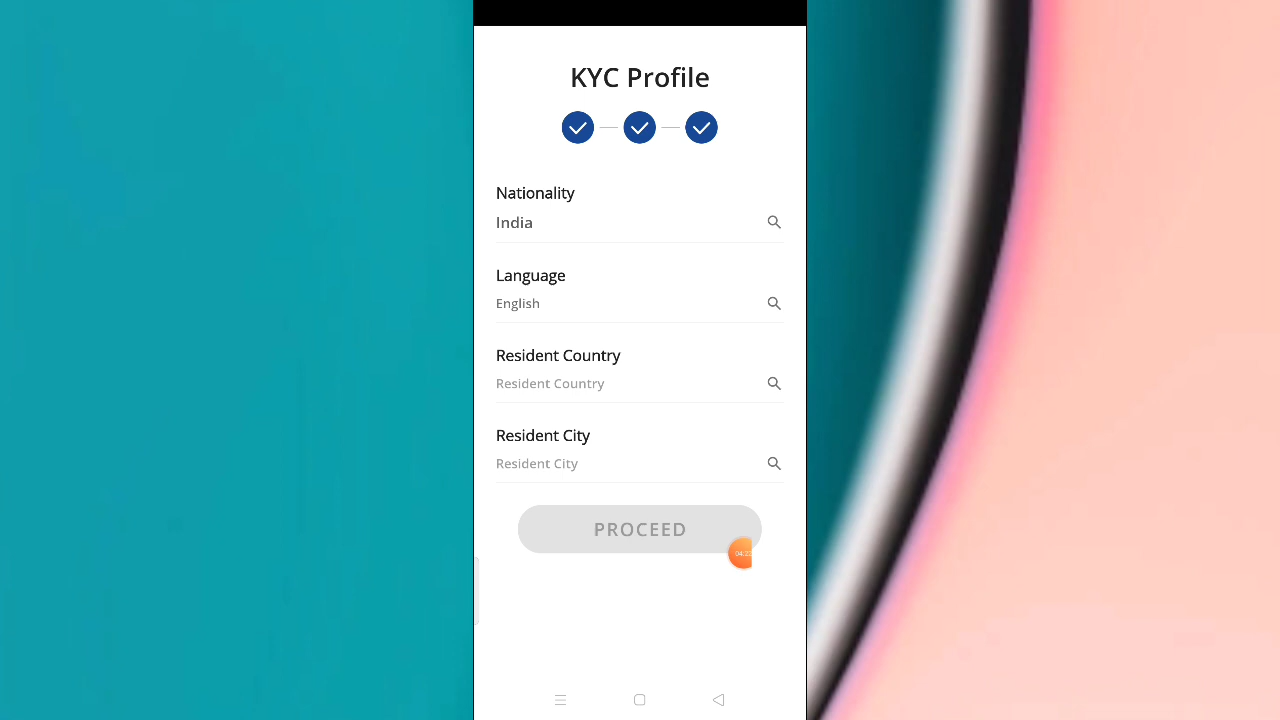 KYC Profile
Nationality
India
Language
English
Resident Country
Resident Country
Resident City
Resident City
PROCEED